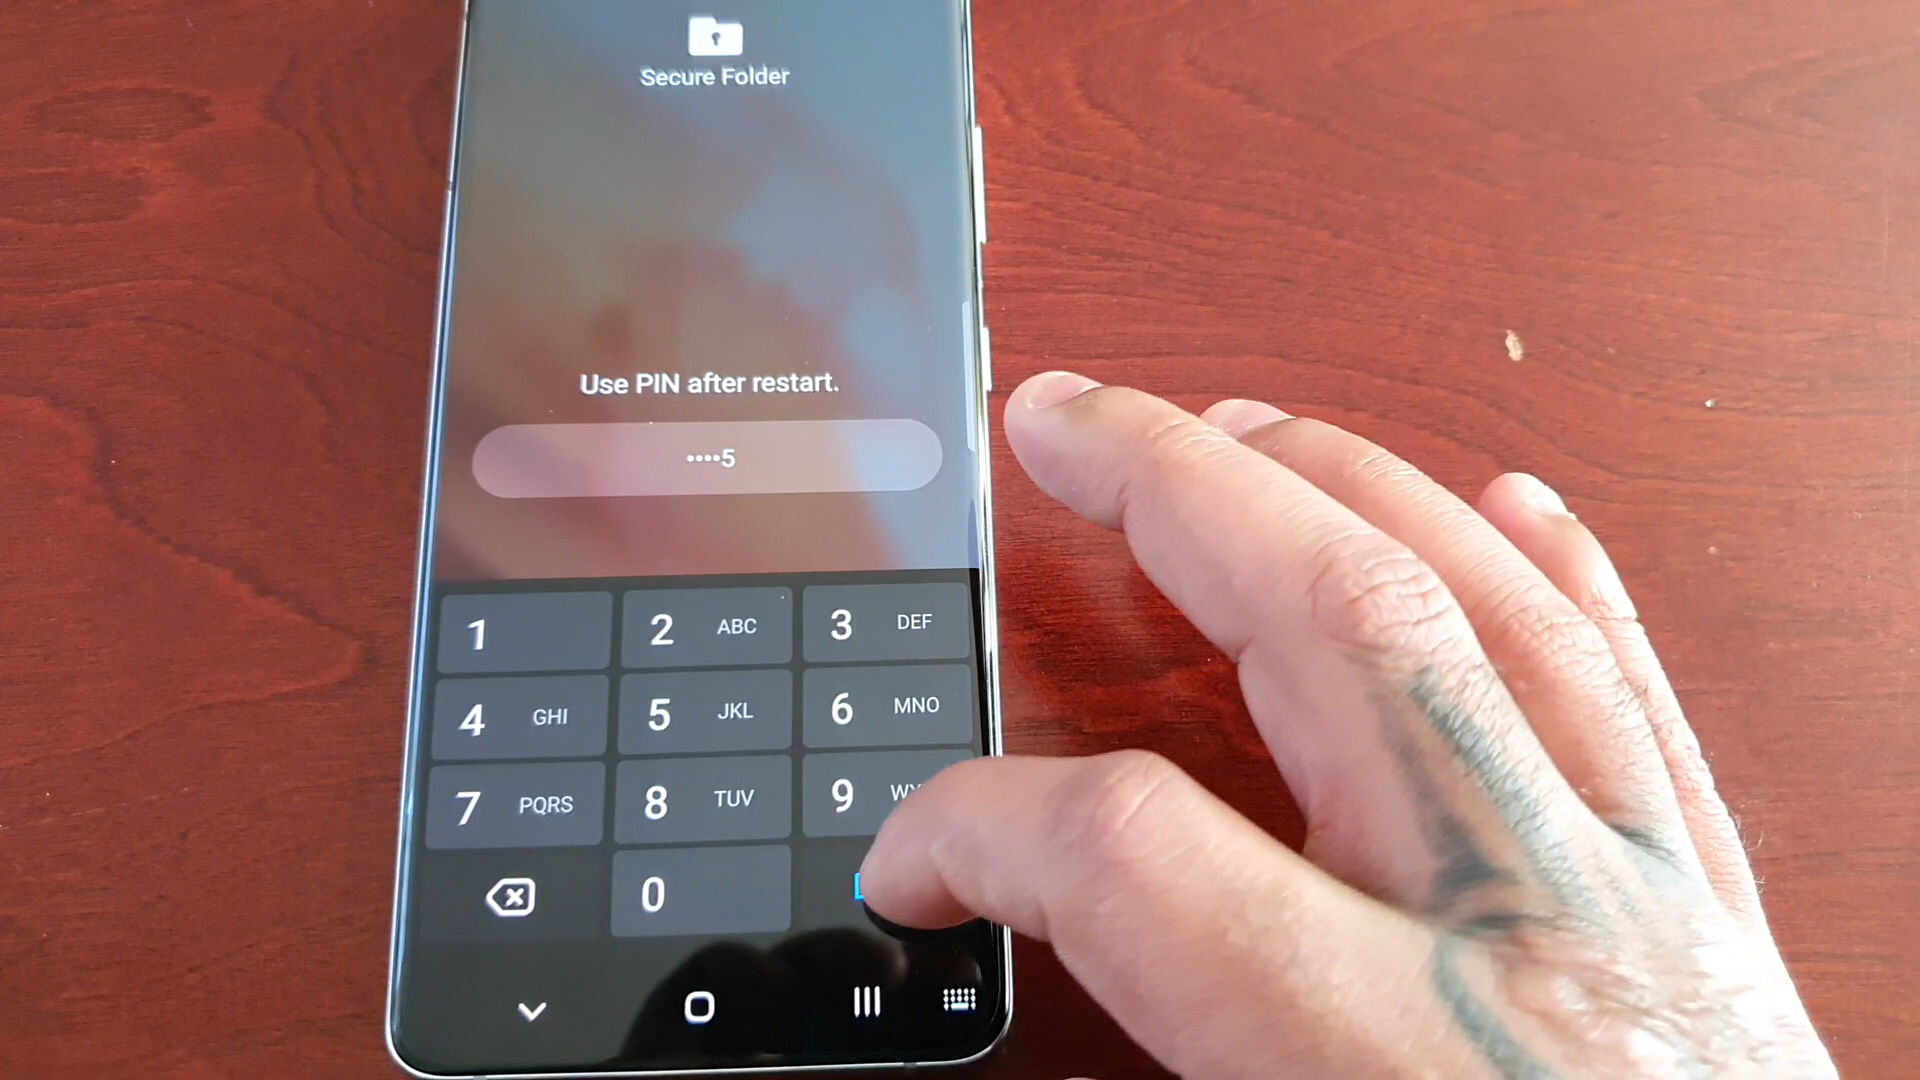 Secure Folder
Use PIN after restart.
••••5
1
2 ABC
3 DEF
4 GHI
5 JKL
6 MNO
7 PQRS
8 TUV
9
0